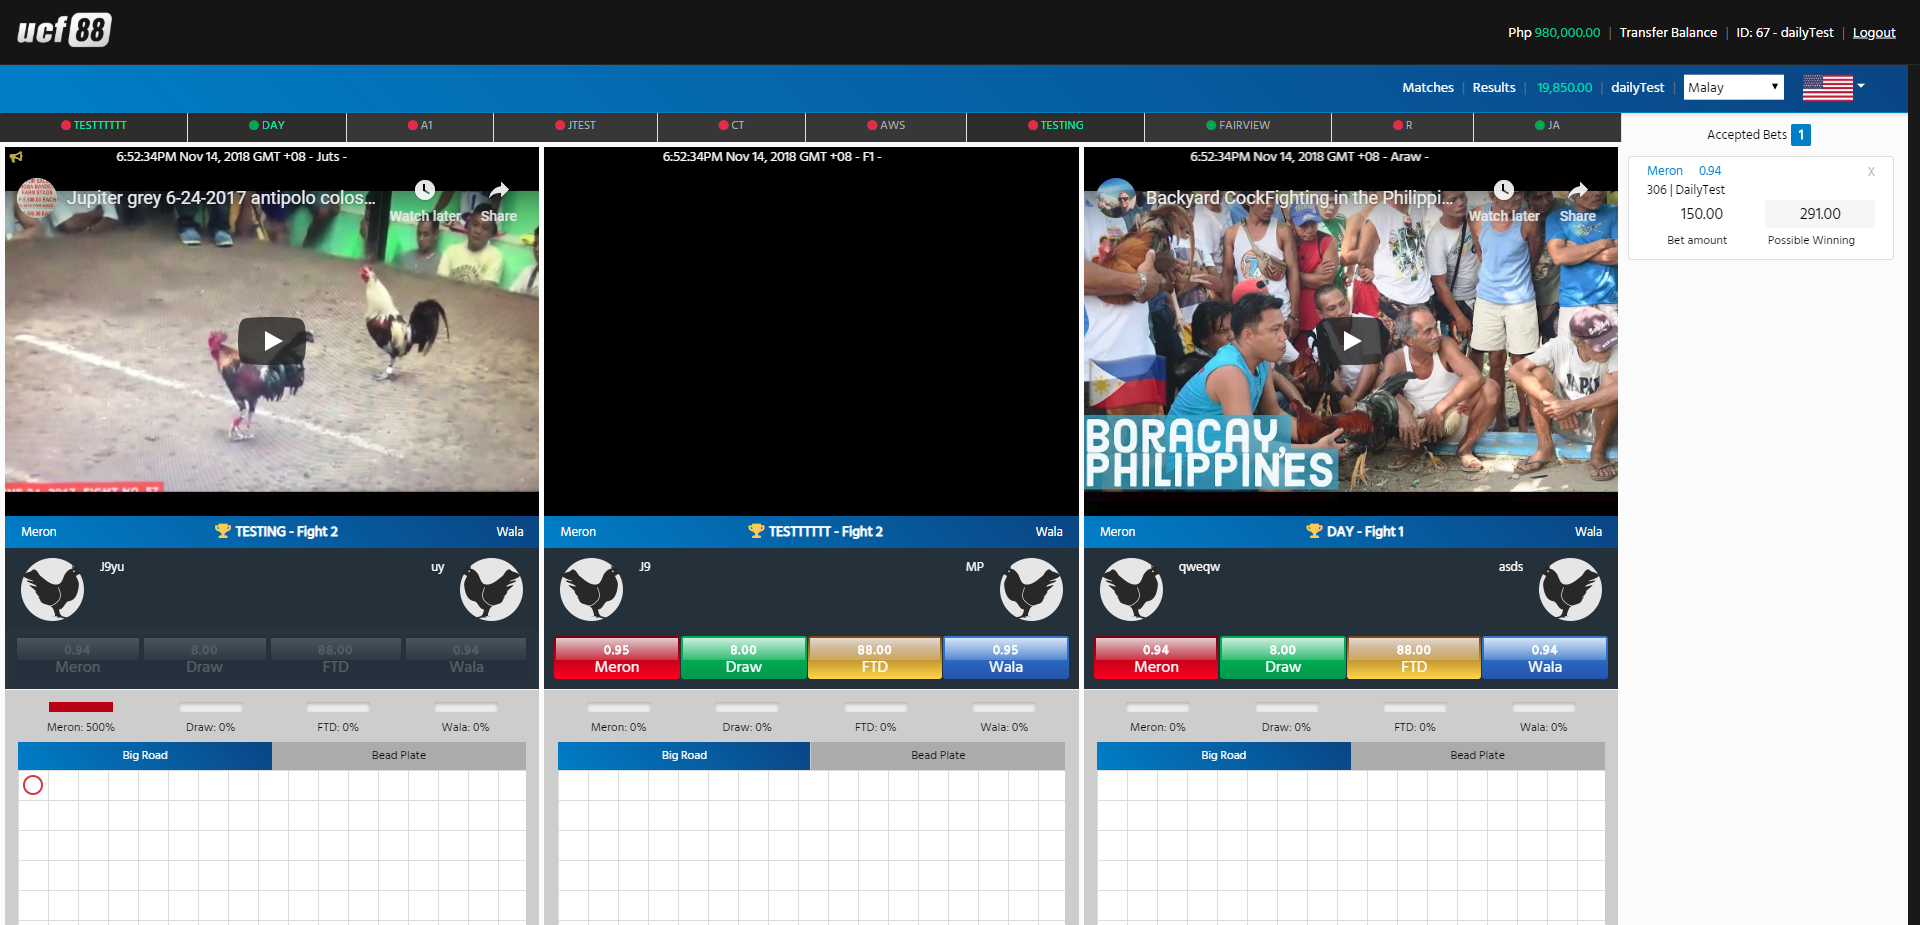 ucf 88
Php 980,000.00 | Transfer Balance | ID: 67 - dailyTest | Logout
Matches | Results | 19,850.00 | dailyTest | Malay
TESTTTTTT DAY A1 JTEST CT AWS TESTING FAIRVIEW R JA
Accepted Bets 1
Meron 0.94 X
306 | DailyTest
150.00 291.00
Bet amount Possible Winning
6:52:34PM Nov 14, 2018 GMT +08 - Juts -
Jupiter grey 6-24-2017 antipolo colos...
Watch later Share
Meron TESTING - Fight 2 Wala
J9yu uy
0.94 8.00 88.00 0.94
Meron Draw FTD Wala
Meron: 500% Draw: 0% FTD: 0% Wala: 0%
Big Road Bead Plate
6:52:34PM Nov 14, 2018 GMT +08 - F1 -
Meron TESTTTTTT - Fight 2 Wala
J9 MP
0.95 8.00 88.00 0.95
Meron Draw FTD Wala
Meron: 0% Draw: 0% FTD: 0% Wala: 0%
Big Road Bead Plate
6:52:34PM Nov 14, 2018 GMT +08 - Araw -
Backyard CockFighting in the Philippi...
Watch later Share
BORACAY,
PHILIPPINES
Meron DAY - Fight 1 Wala
qweqw asds
0.94 8.00 88.00 0.94
Meron Draw FTD Wala
Meron: 0% Draw: 0% FTD: 0% Wala: 0%
Big Road Bead Plate